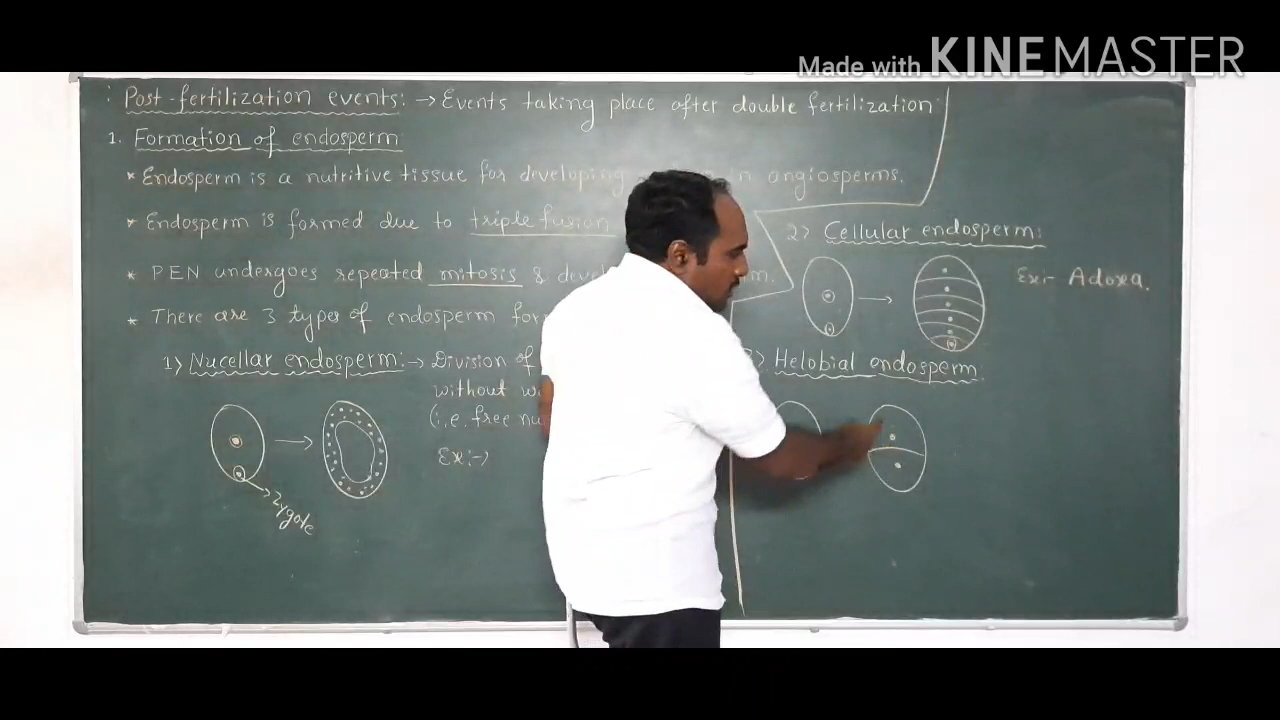 Made with KINEMASTER
: Post-fertilization events: → Events taking place after double fertilization
1. Formation of endosperm
* Endosperm is a nutritive tissue for developing in angiosperms.
* Endosperm is formed due to triple fusion
* PEN undergoes repeated mitosis & m.
* There are 3 types of endosperm
1) Nucellar endosperm: → Division of
without
(i.e. free
Ex:→
Zygote
2) Cellular endosperm:
Ex:- Adoxa.
3) Helobial endosperm.